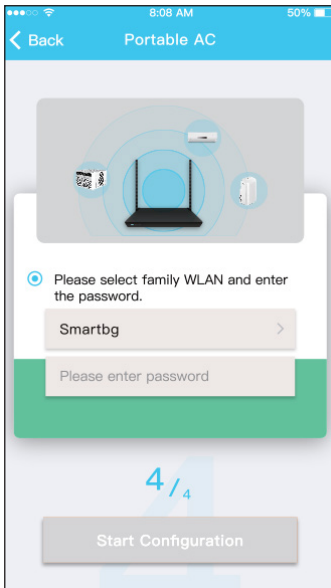 8:08 AM
50%
Back
Portable AC
Please select family WLAN and enter
the password.
Smartbg
Please enter password
4/4
Start Configuration